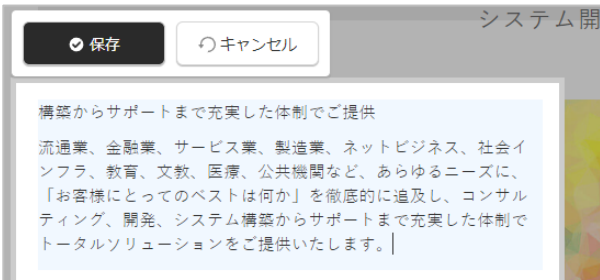 システム開
保存
キャンセル
構築からサポートまで充実した体制でご提供
流通業、金融業、サービス業、製造業、ネットビジネス、社会イ
ンフラ、教育、文教、医療、公共機関など、あらゆるニーズに、
「お客様にとってのベストは何か」を徹底的に追及し、コンサル
ティング、開発、システム構築からサポートまで充実した体制で
トータルソリューションをご提供いたします。